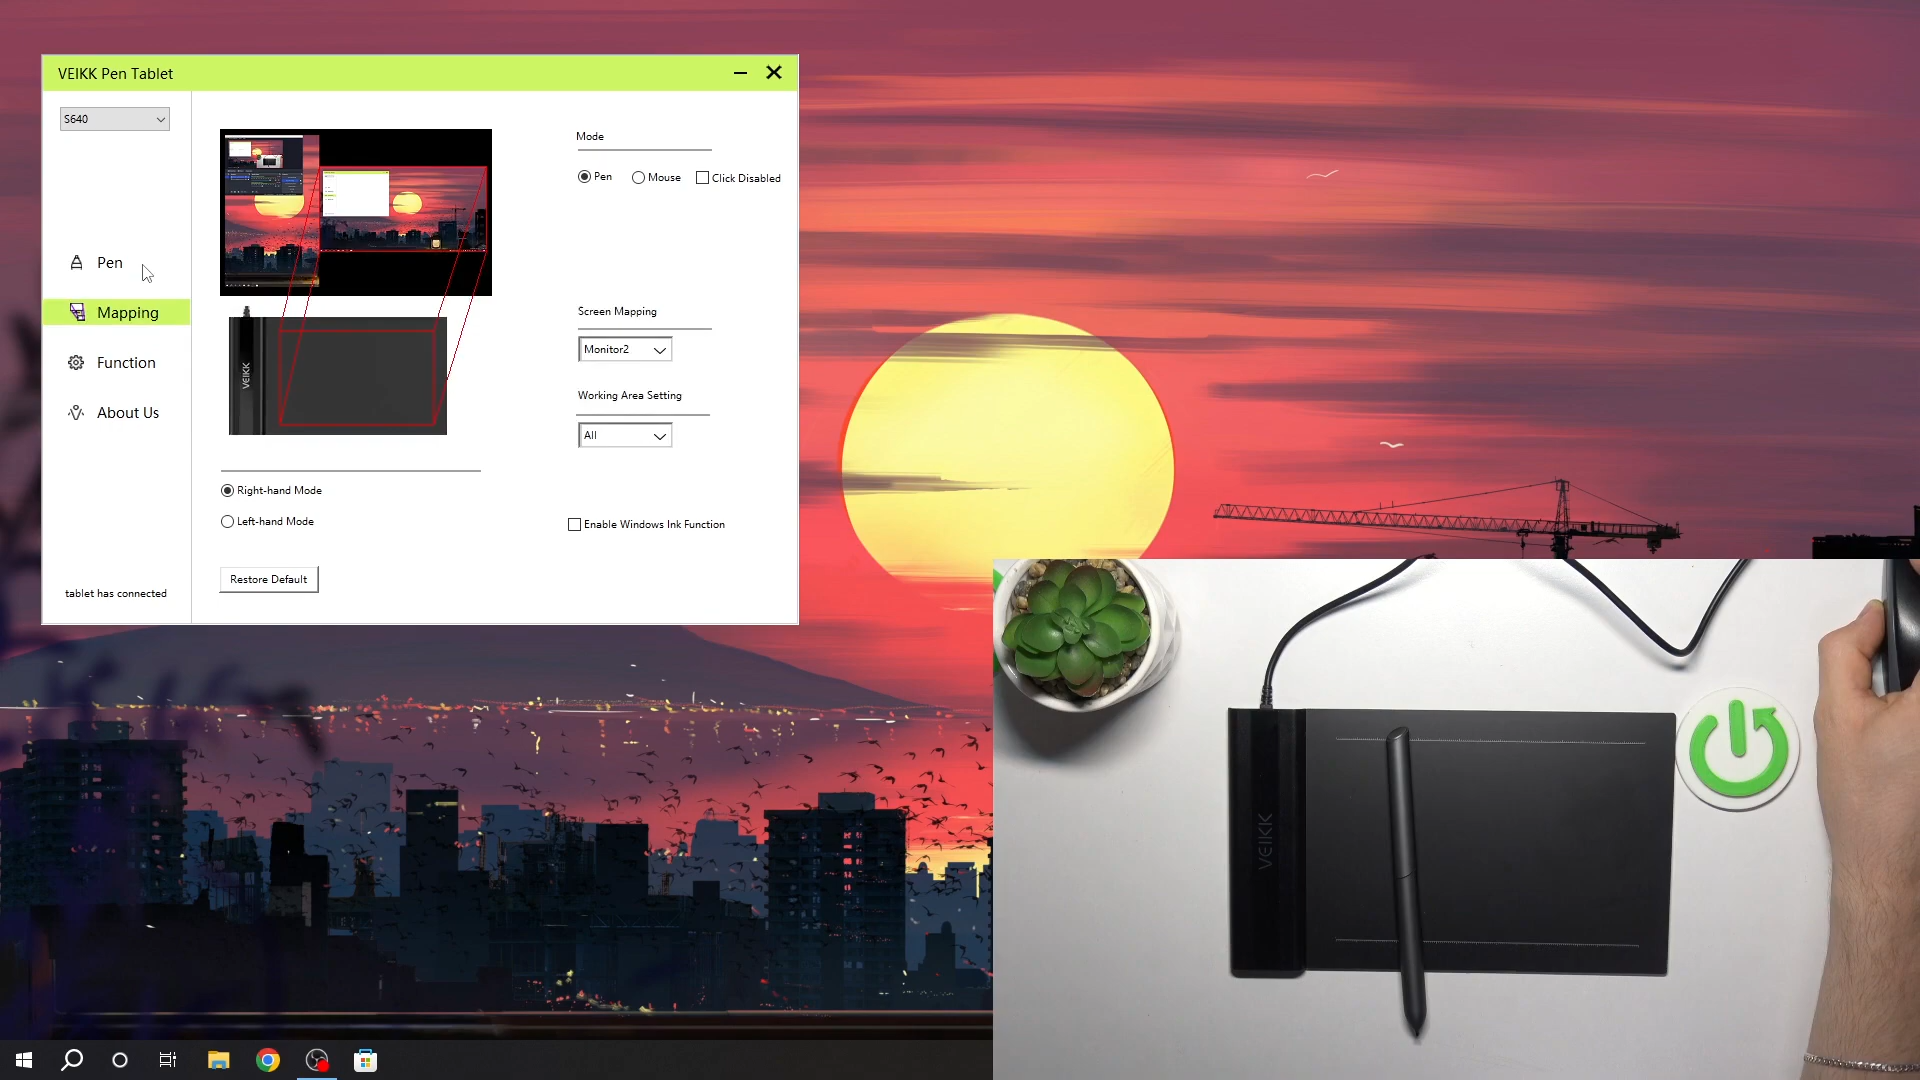 VEIKK Pen Tablet
S640
Pen
Mapping
Function
About Us
tablet has connected
VEIKK
Right-hand Mode
Left-hand Mode
Restore Default
Mode
Pen
Mouse
Click Disabled
Screen Mapping
Monitor2
Working Area Setting
All
Enable Windows Ink Function
VEIKK